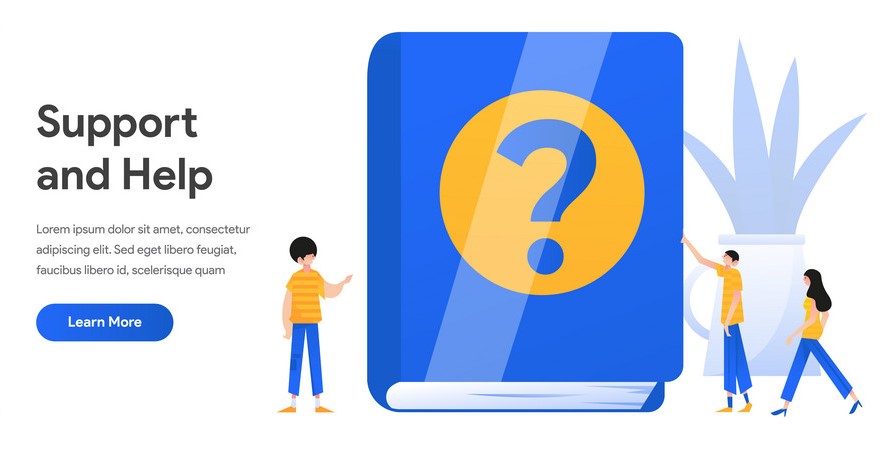 Support
and Help
Lorem ipsum dolor sit amet, consectetur
adipiscing elit. Sed eget libero feugiat,
faucibus libero id, scelerisque quam
Learn More
?